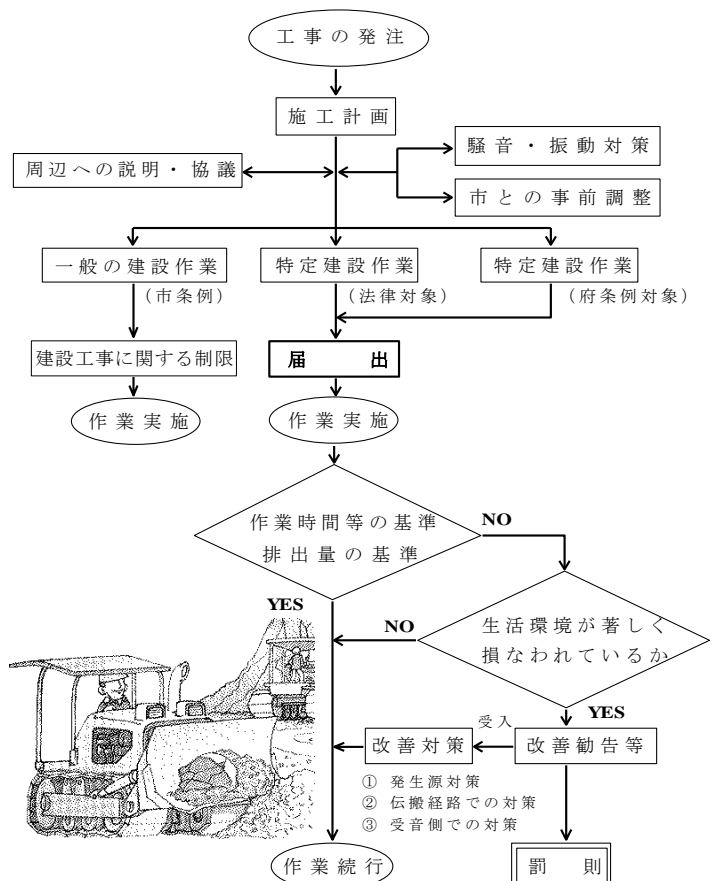 工事の発注
施工計画
騒音・振動対策
周辺への説明・協議
市との事前調整
一般の建設作業
特定建設作業
特定建設作業
(市条例)
(法律対象)
(府条例対象)
建設工事に関する制限
届 出
作業実施
作業実施
作業時間等の基準
排出量の基準
NO
YES
生活環境が著しく
損なわれているか
NO
YES
受入
改善対策
改善勧告等
① 発生源対策
② 伝搬経路での対策
③ 受音側での対策
作業続行
罰 則